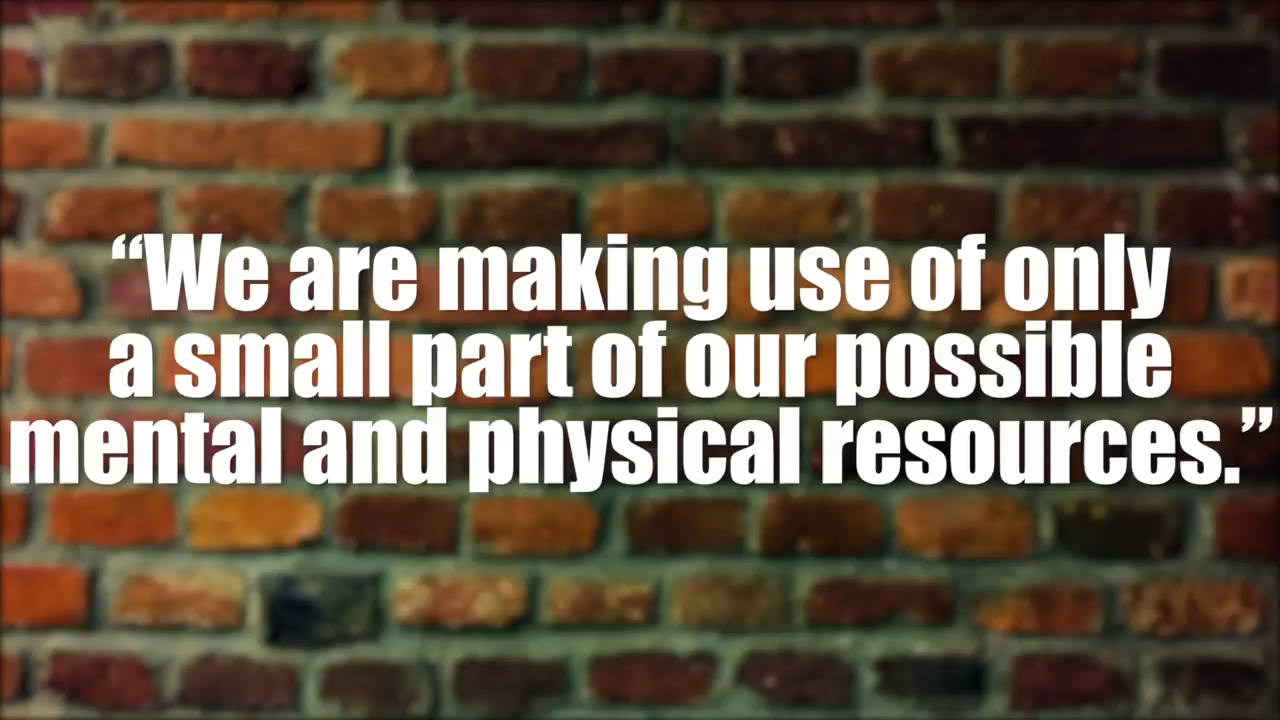 “We are making use of only
a small part of our possible
mental and physical resources.”